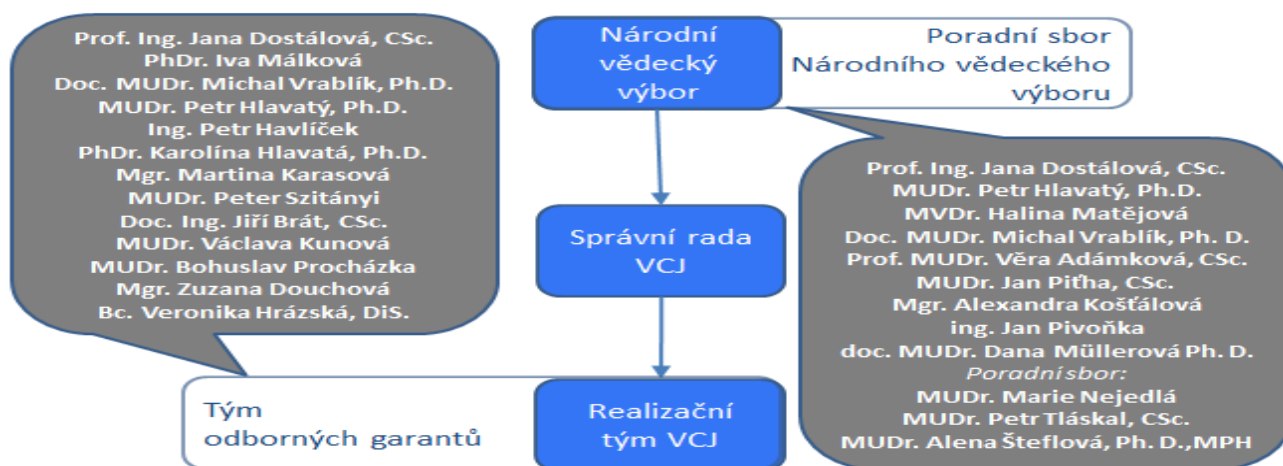 Prof. Ing. Jana Dostálová, CSc.
PhDr. Iva Málková
Doc. MUDr. Michal Vrablík, Ph.D.
MUDr. Petr Hlavatý, Ph.D.
Ing. Petr Havlíček
PhDr. Karolína Hlavatá, Ph.D.
Mgr. Martina Karasová
MUDr. Peter Szitányi
Doc. Ing. Jiří Brát, CSc.
MUDr. Václava Kunová
MUDr. Bohuslav Procházka
Mgr. Zuzana Douchová
Bc. Veronika Hrázská, DiS.
Národní
vědecký
výbor
Poradní sbor
Národního vědeckého
výboru
Správní rada
VCJ
Prof. Ing. Jana Dostálová, CSc.
MUDr. Petr Hlavatý, Ph.D.
MVDr. Halina Matějová
Doc. MUDr. Michal Vrablík, Ph. D.
Prof. MUDr. Věra Adámková, CSc.
MUDr. Jan Piťha, CSc.
Mgr. Alexandra Košťálová
ing. Jan Pivoňka
doc. MUDr. Dana Müllerová Ph. D.
Poradní sbor:
MUDr. Marie Nejedlá
MUDr. Petr Tláskal, CSc.
MUDr. Alena Šteflová, Ph. D.,MPH
Tým
odborných garantů
Realizační
tým VCJ